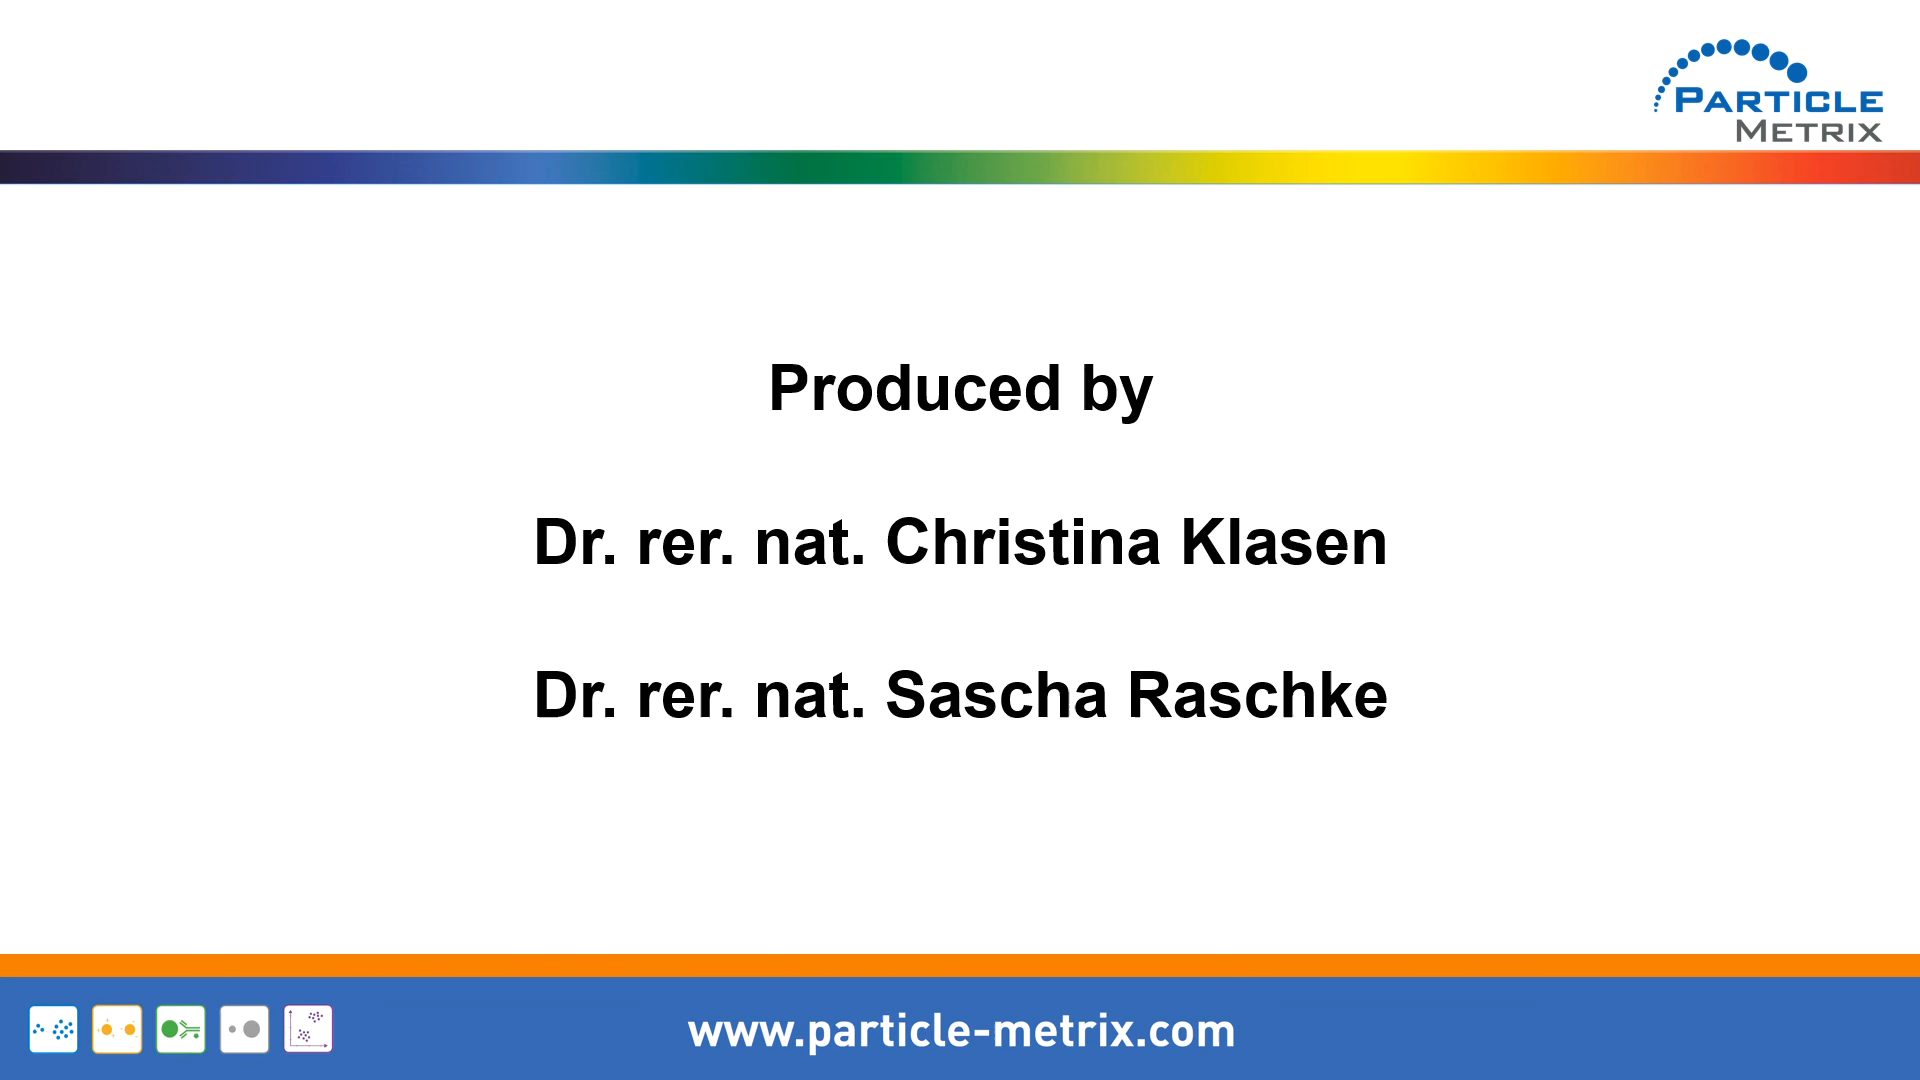 PARTICLE
METRIX
Produced by
Dr. rer. nat. Christina Klasen
Dr. rer. nat. Sascha Raschke
www.particle-metrix.com